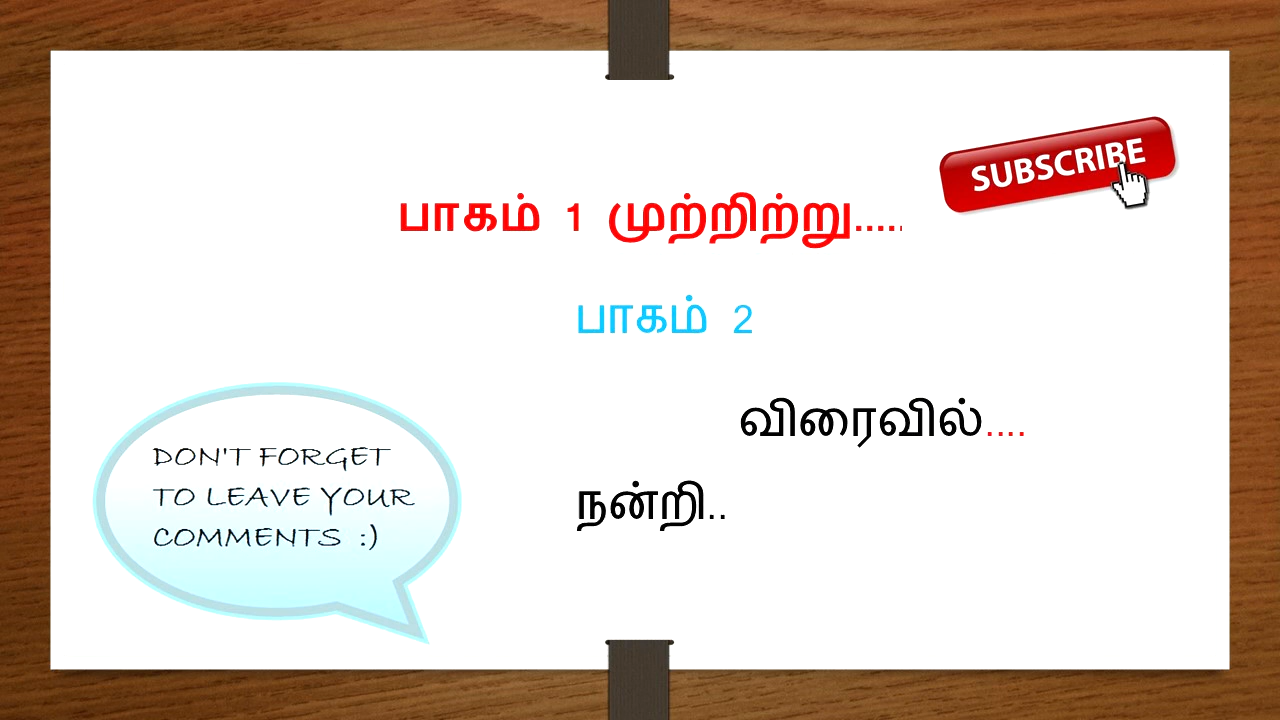 SUBSCRIBE
பாகம் 1 முற்றிற்று.....
பாகம் 2
விரைவில்....
DON'T FORGET
TO LEAVE YOUR
COMMENTS :)
நன்றி..